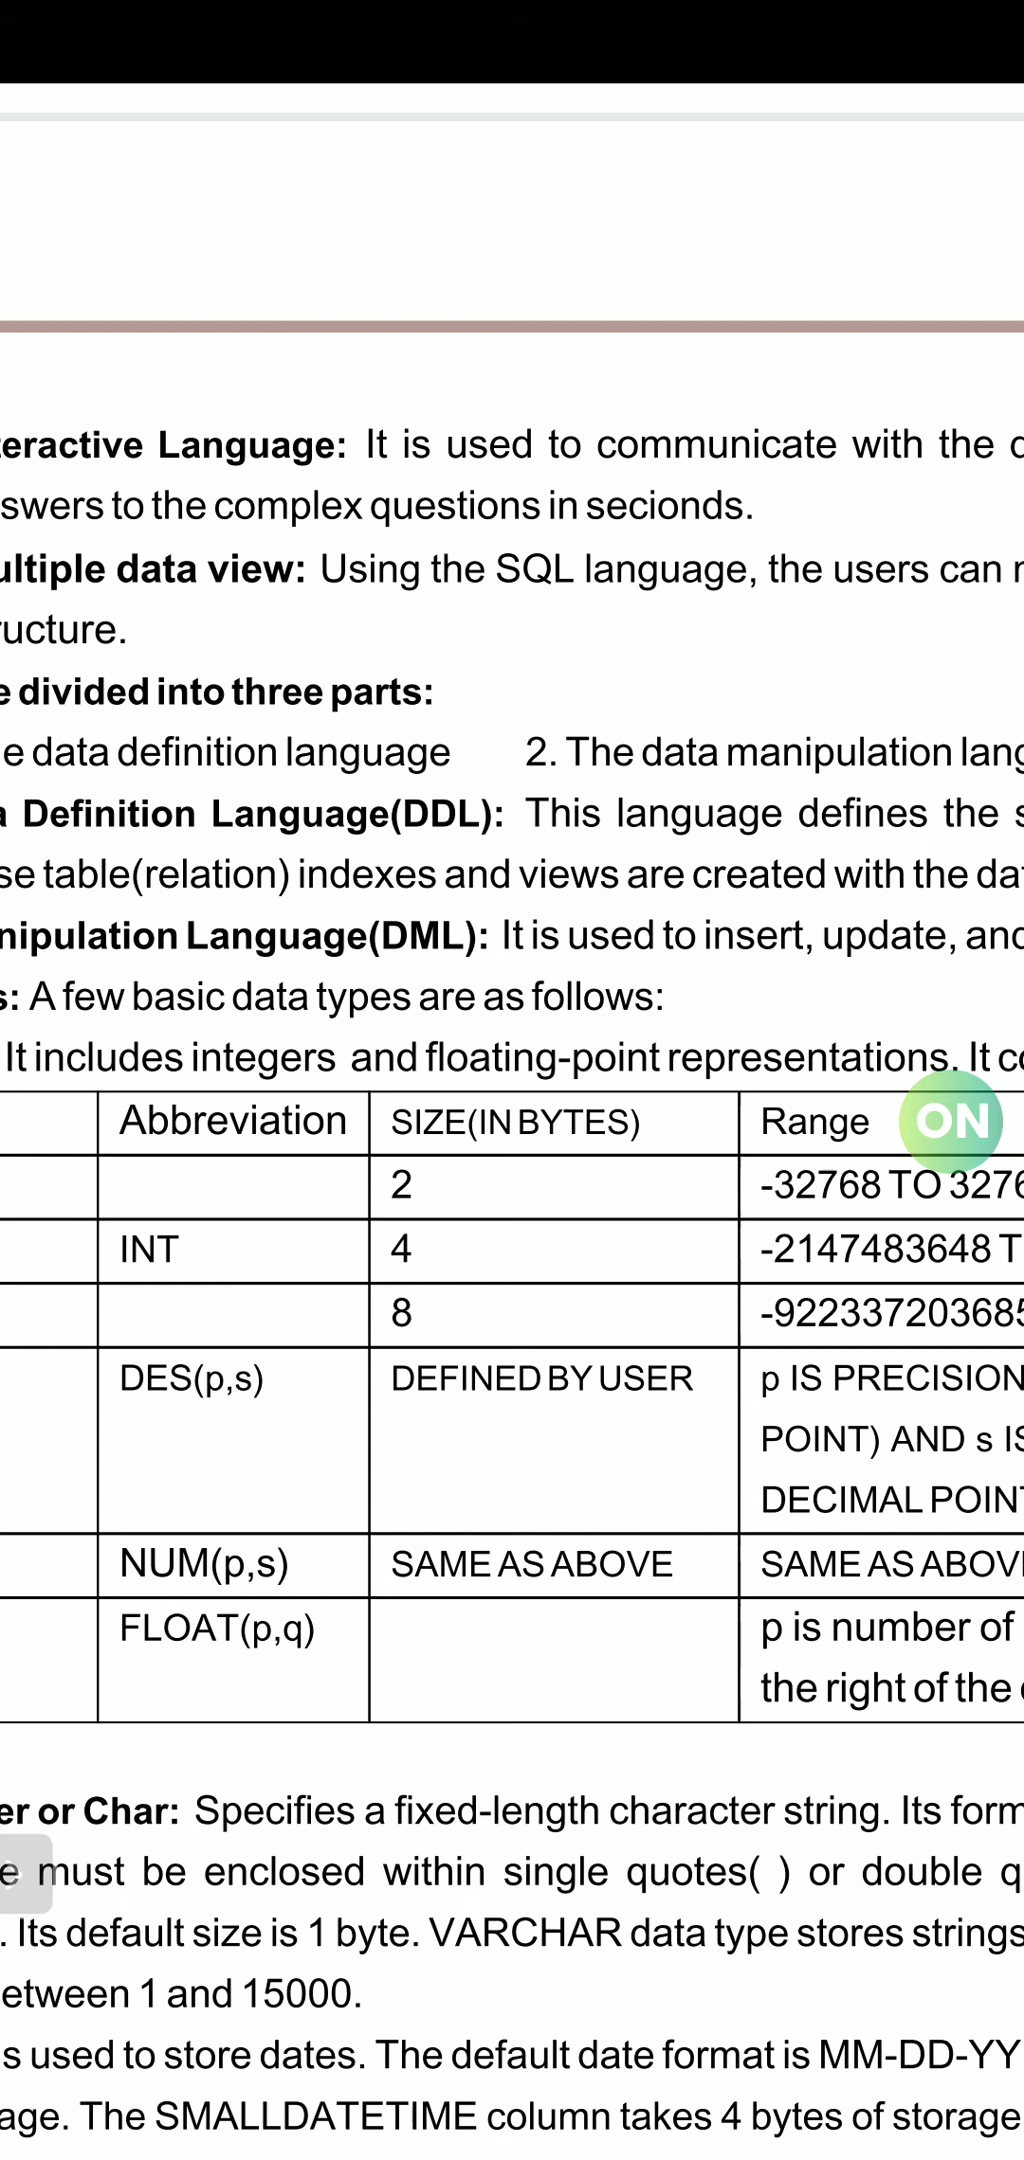 teractive Language: It is used to communicate with the
swers to the complex questions in secionds.
ultiple data view: Using the SQL language, the users can
ructure.
e divided into three parts:
e data definition language 2. The data manipulation lang
a Definition Language(DDL): This language defines the s
se table(relation) indexes and views are created with the da
nipulation Language(DML): It is used to insert, update, and
s: A few basic data types are as follows:
It includes integers and floating-point representations. It co
Abbreviation SIZE(IN BYTES) Range ON
2 -32768 TO 3276
INT 4 -2147483648 T
8 -922337203685
DES(p,s) DEFINED BY USER p IS PRECISION
POINT) AND s IS
DECIMAL POINT
NUM(p,s) SAME AS ABOVE SAME AS ABOVE
FLOAT(p,q) p is number of
the right of the
er or Char: Specifies a fixed-length character string. Its form
e must be enclosed within single quotes( ) or double q
. Its default size is 1 byte. VARCHAR data type stores strings
etween 1 and 15000.
s used to store dates. The default date format is MM-DD-YY
age. The SMALLDATETIME column takes 4 bytes of storage